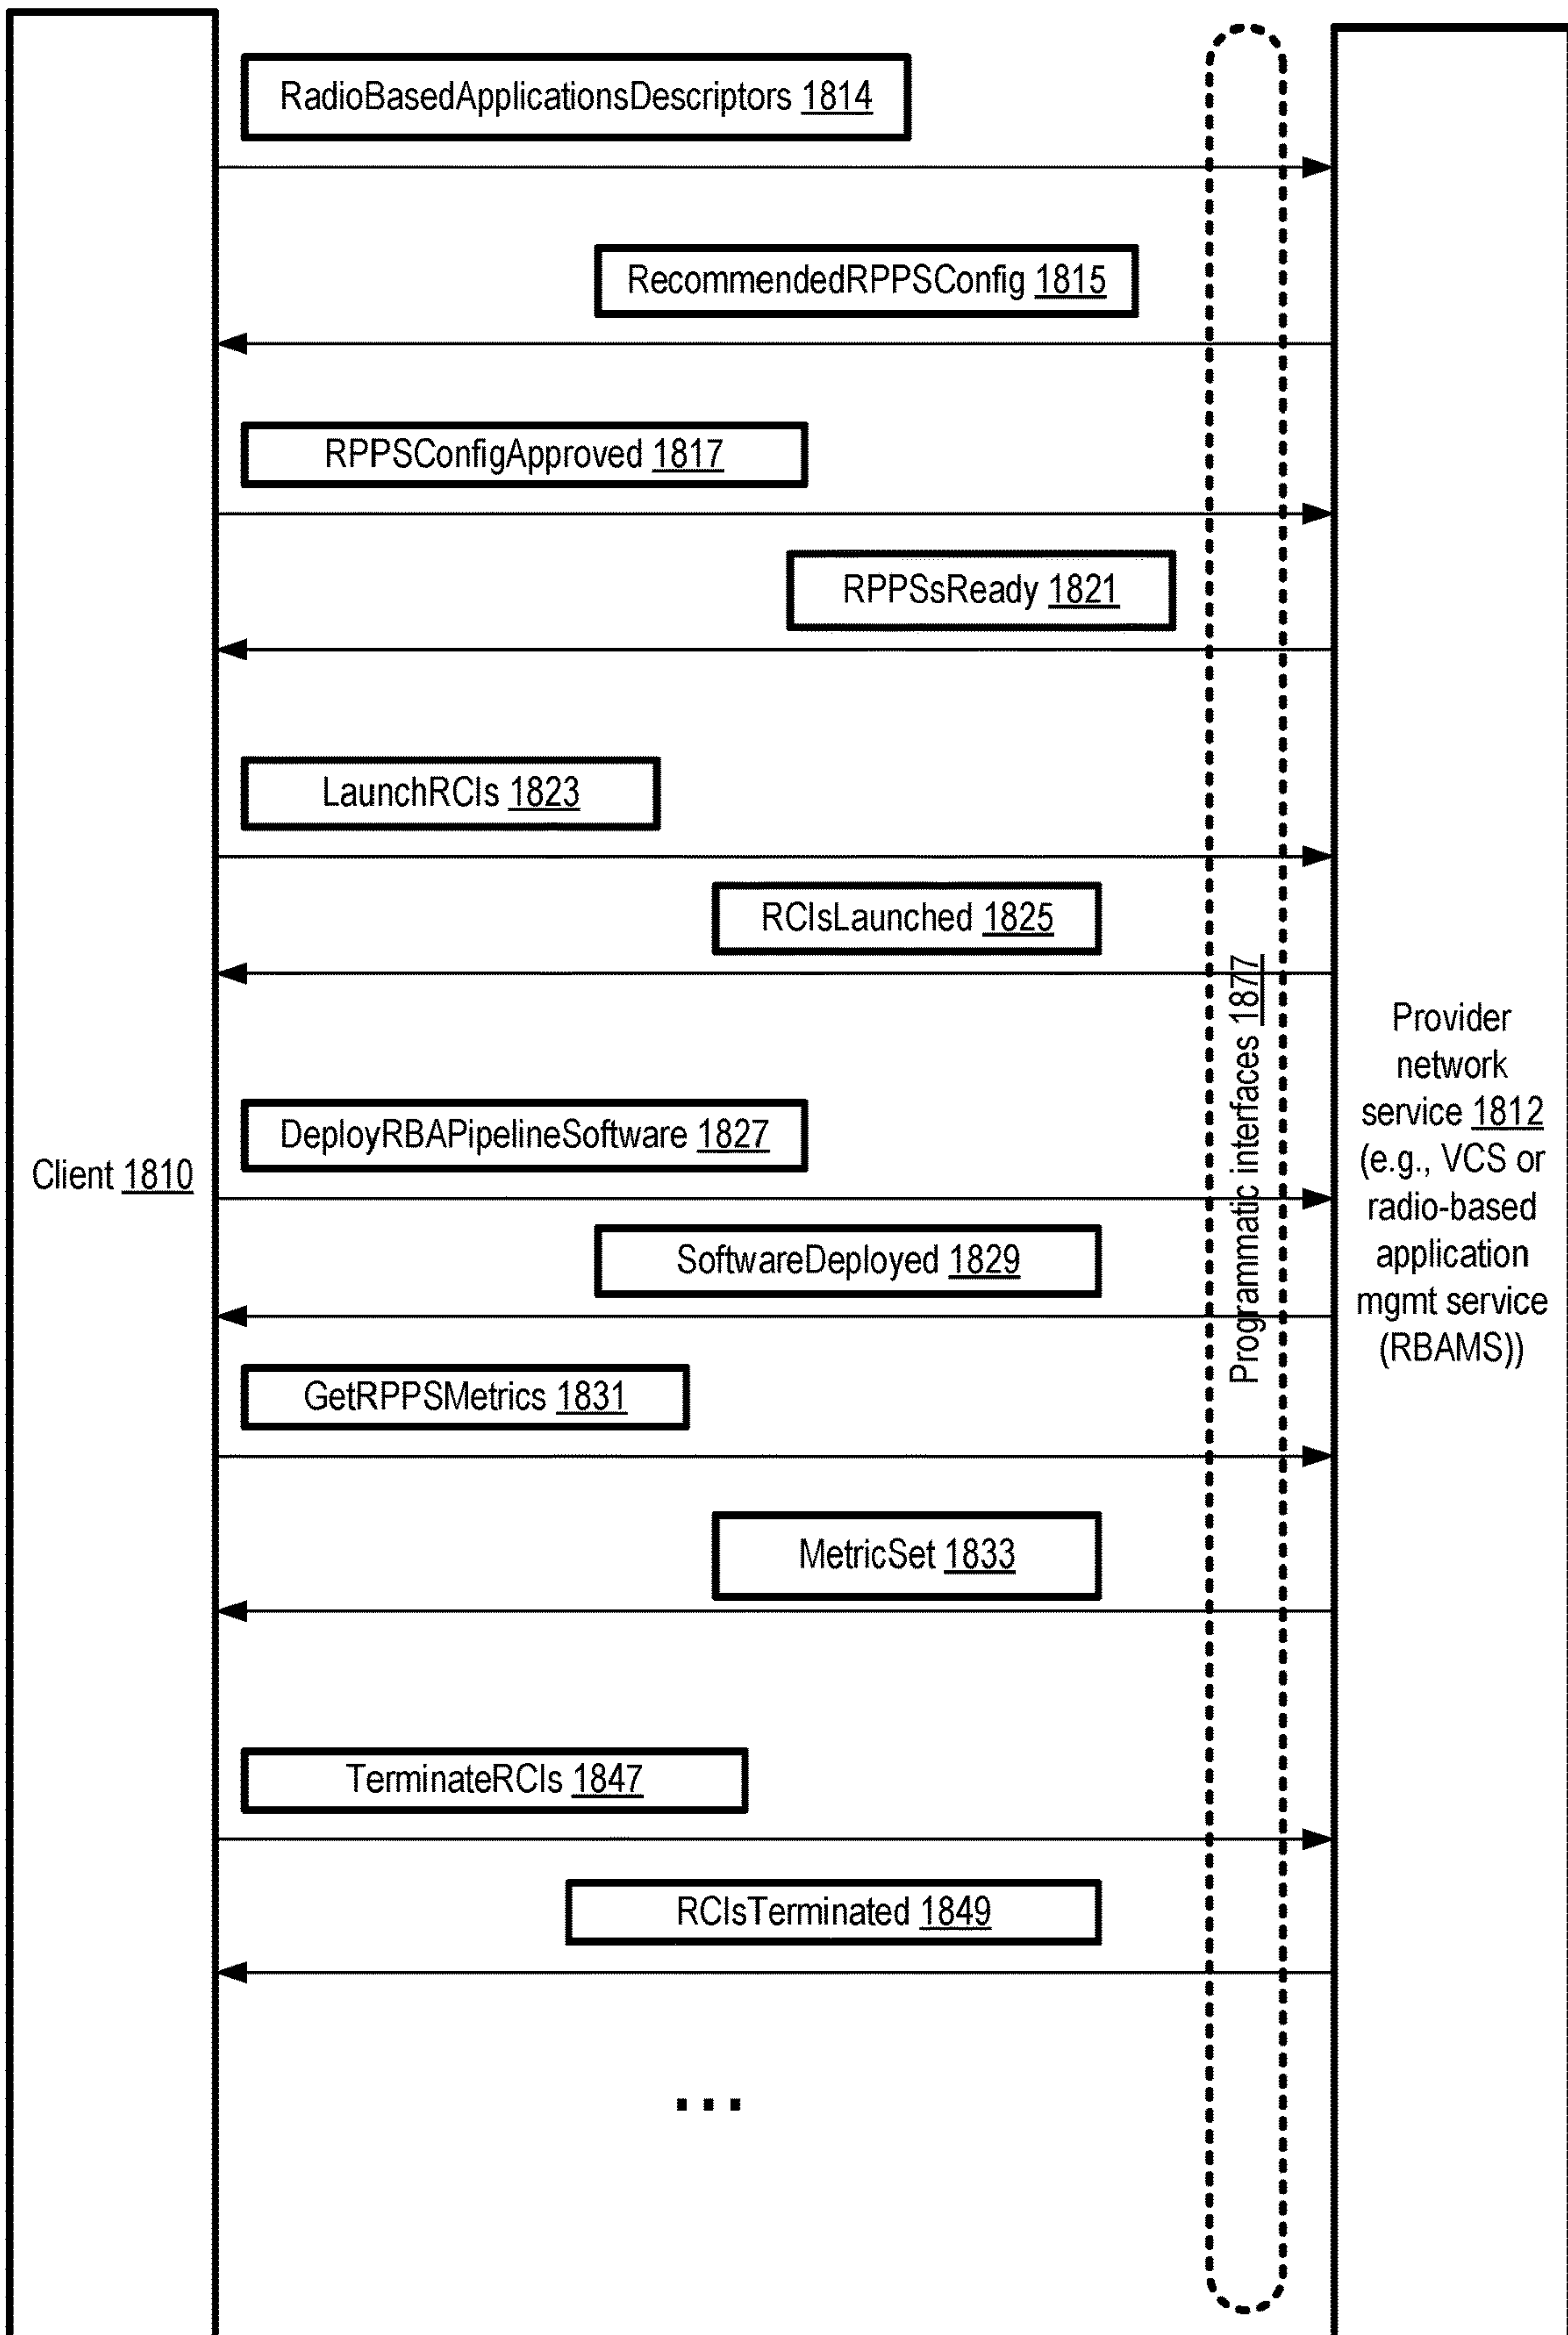 RadioBasedApplicationsDescriptors 1814
RecommendedRPPSConfig 1815
RPPSConfigApproved 1817
RPPSsReady 1821
LaunchRCIs 1823
RCIsLaunched 1825
DeployRBAPipelineSoftware 1827
Client 1810
SoftwareDeployed 1829
GetRPPSMetrics 1831
MetricSet 1833
TerminateRCIs 1847
RCIsTerminated 1849
...
Programmatic interfaces 1877
Provider
network
service 1812
(e.g., VCS or
radio-based
application
mgmt service
(RBAMS))